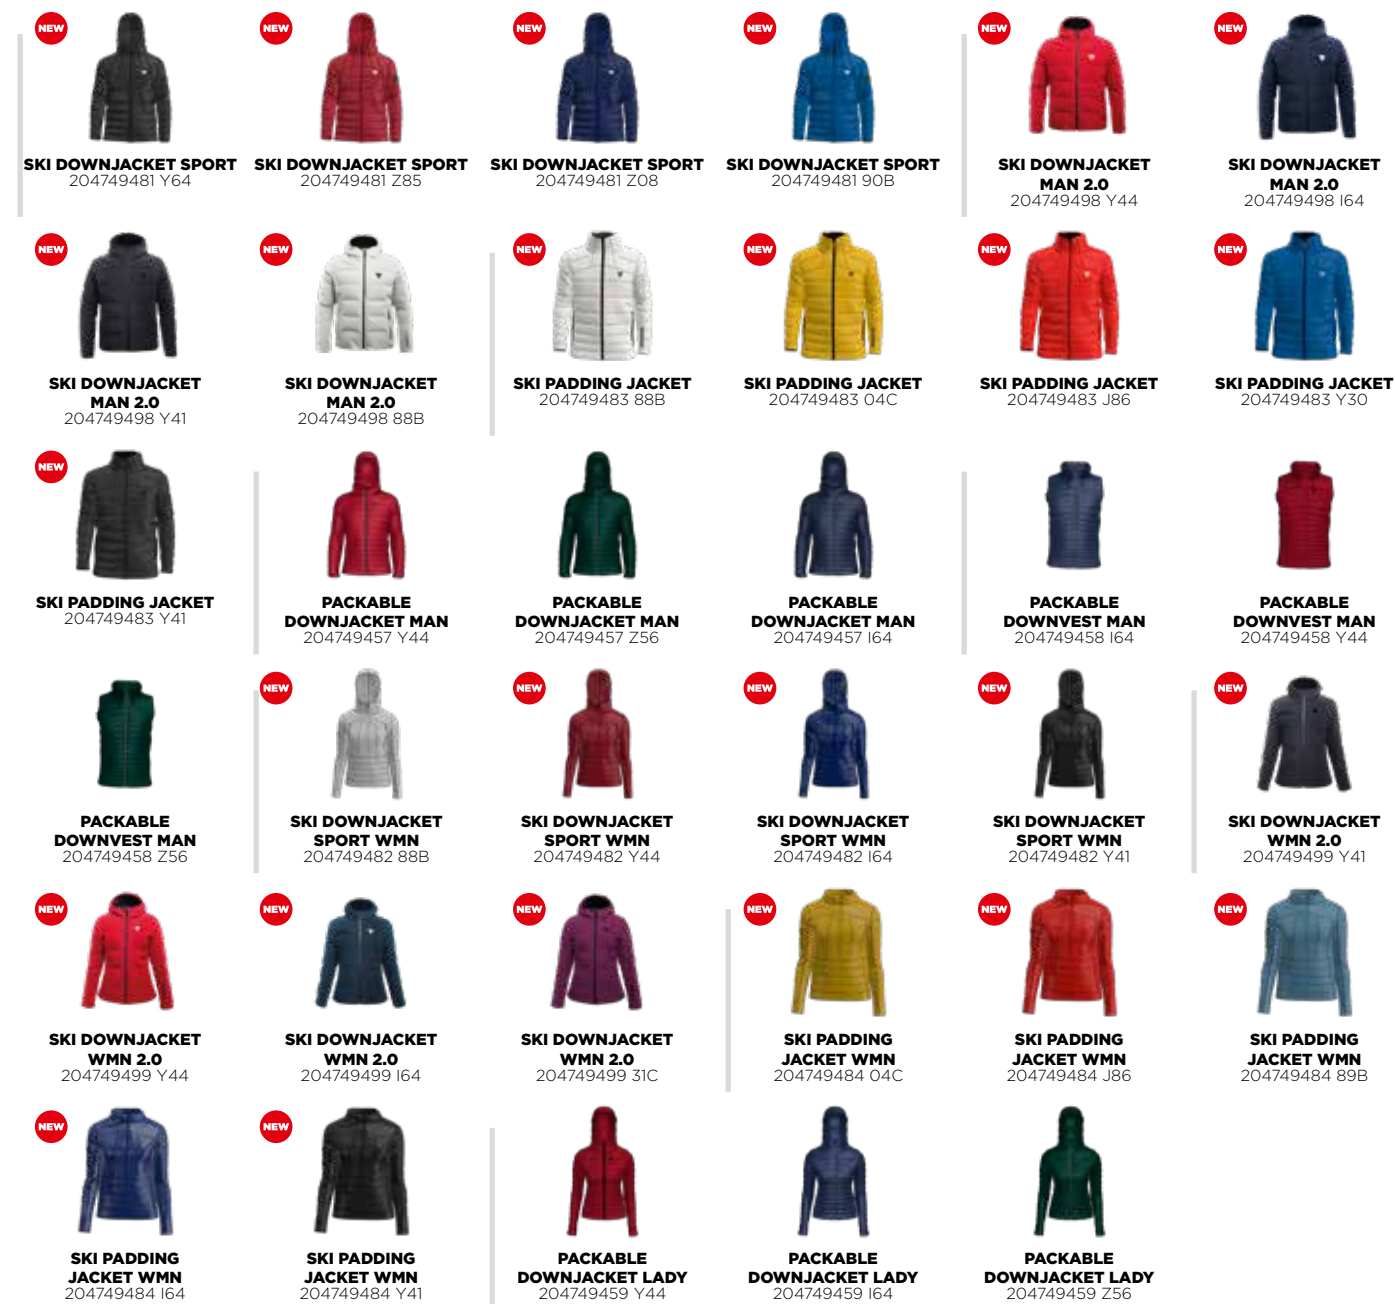 NEW
SKI DOWNJACKET SPORT
204749481 Y64
NEW
SKI DOWNJACKET SPORT
204749481 Z85
NEW
SKI DOWNJACKET SPORT
204749481 Z08
NEW
SKI DOWNJACKET SPORT
204749481 90B
NEW
SKI DOWNJACKET
MAN 2.0
204749498 Y44
NEW
SKI DOWNJACKET
MAN 2.0
204749498 I64
NEW
SKI DOWNJACKET
MAN 2.0
204749498 Y41
NEW
SKI DOWNJACKET
MAN 2.0
204749498 88B
NEW
SKI PADDING JACKET
204749483 88B
NEW
SKI PADDING JACKET
204749483 04C
NEW
SKI PADDING JACKET
204749483 J86
NEW
SKI PADDING JACKET
204749483 Y30
NEW
SKI PADDING JACKET
204749483 Y41
PACKABLE
DOWNJACKET MAN
204749457 Y44
PACKABLE
DOWNJACKET MAN
204749457 Z56
PACKABLE
DOWNJACKET MAN
204749457 I64
PACKABLE
DOWNVEST MAN
204749458 I64
PACKABLE
DOWNVEST MAN
204749458 Y44
PACKABLE
DOWNVEST MAN
204749458 Z56
NEW
SKI DOWNJACKET
SPORT WMN
204749482 88B
NEW
SKI DOWNJACKET
SPORT WMN
204749482 Y44
NEW
SKI DOWNJACKET
SPORT WMN
204749482 I64
NEW
SKI DOWNJACKET
SPORT WMN
204749482 Y41
NEW
SKI DOWNJACKET
WMN 2.0
204749499 Y41
NEW
SKI DOWNJACKET
WMN 2.0
204749499 Y44
NEW
SKI DOWNJACKET
WMN 2.0
204749499 I64
NEW
SKI DOWNJACKET
WMN 2.0
204749499 31C
NEW
SKI PADDING
JACKET WMN
204749484 04C
NEW
SKI PADDING
JACKET WMN
204749484 J86
NEW
SKI PADDING
JACKET WMN
204749484 89B
NEW
SKI PADDING
JACKET WMN
204749484 I64
NEW
SKI PADDING
JACKET WMN
204749484 Y41
PACKABLE
DOWNJACKET LADY
204749459 Y44
PACKABLE
DOWNJACKET LADY
204749459 I64
PACKABLE
DOWNJACKET LADY
204749459 Z56